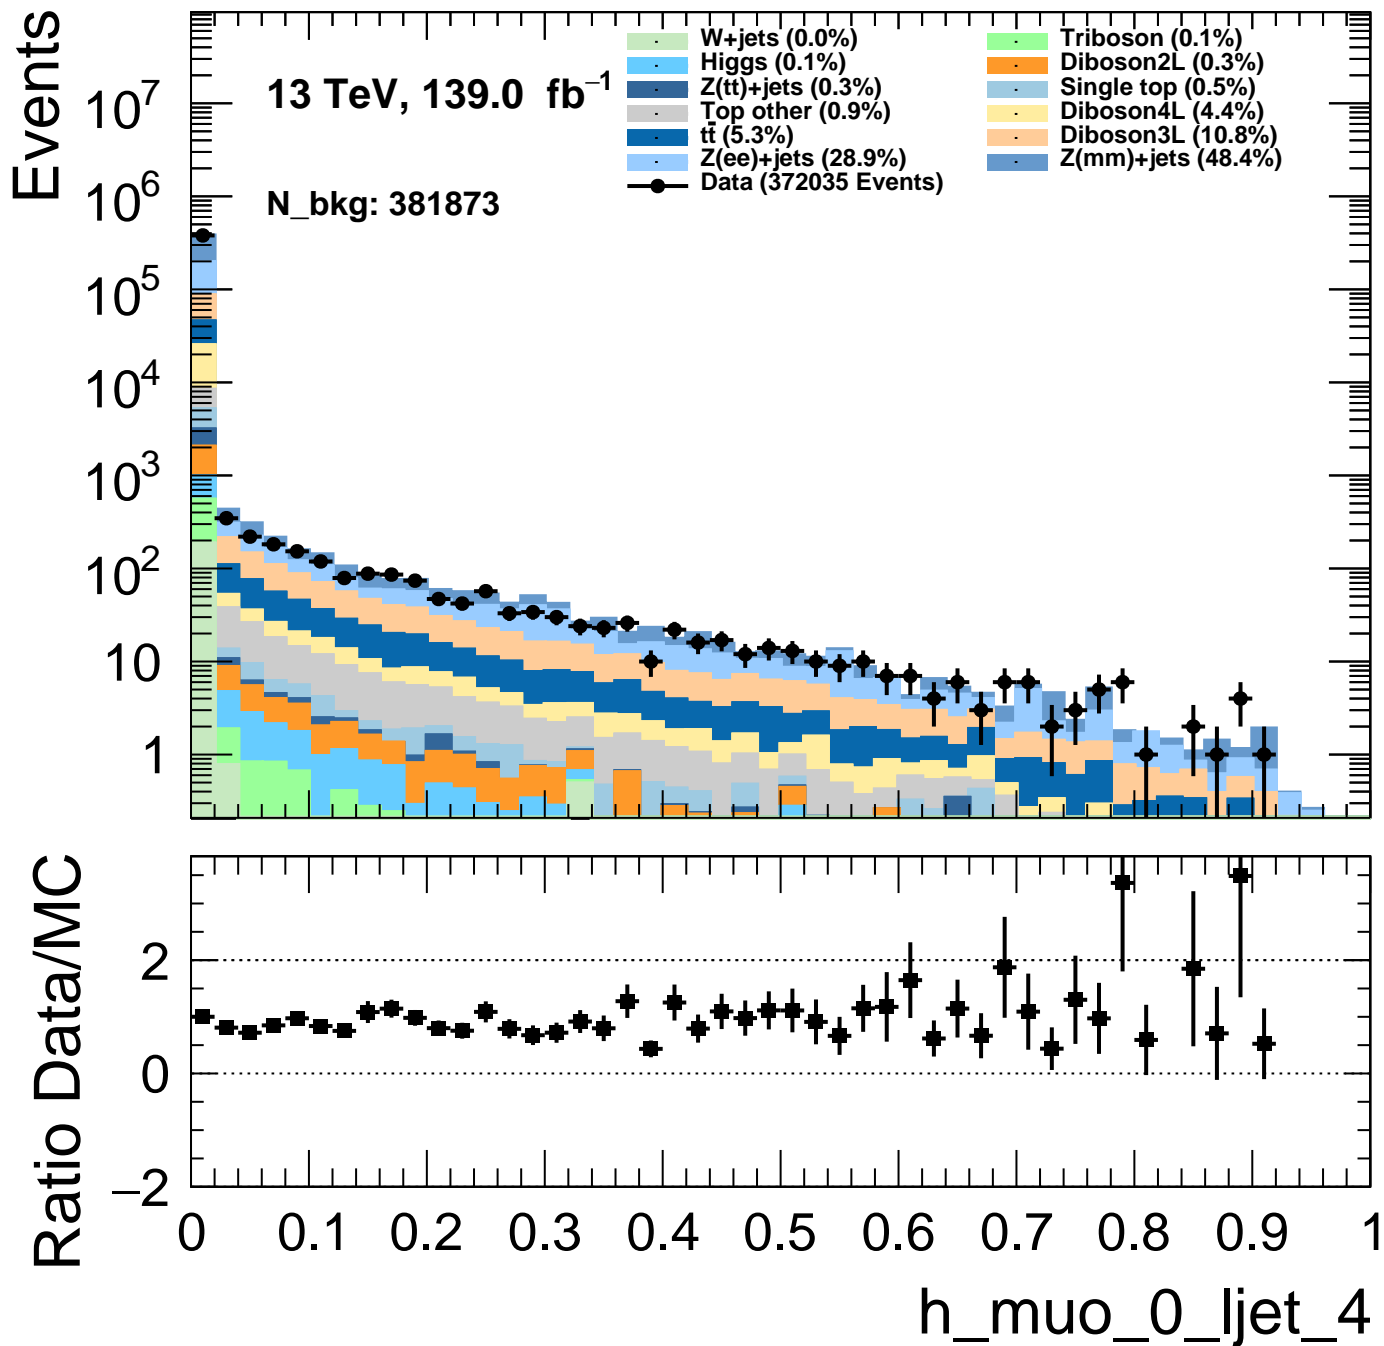 Events
10⁷
10⁶
10⁵
10⁴
10³
10²
10
1
13 TeV, 139.0 fb⁻¹
N_bkg: 381873
W+jets (0.0%)
Higgs (0.1%)
Z(tt)+jets (0.3%)
Top other (0.9%)
tt̄ (5.3%)
Z(ee)+jets (28.9%)
Data (372035 Events)
Triboson (0.1%)
Diboson2L (0.3%)
Single top (0.5%)
Diboson4L (4.4%)
Diboson3L (10.8%)
Z(mm)+jets (48.4%)
Ratio Data/MC
2
0
−2
0 0.1 0.2 0.3 0.4 0.5 0.6 0.7 0.8 0.9 1
h_muo_0_ljet_4